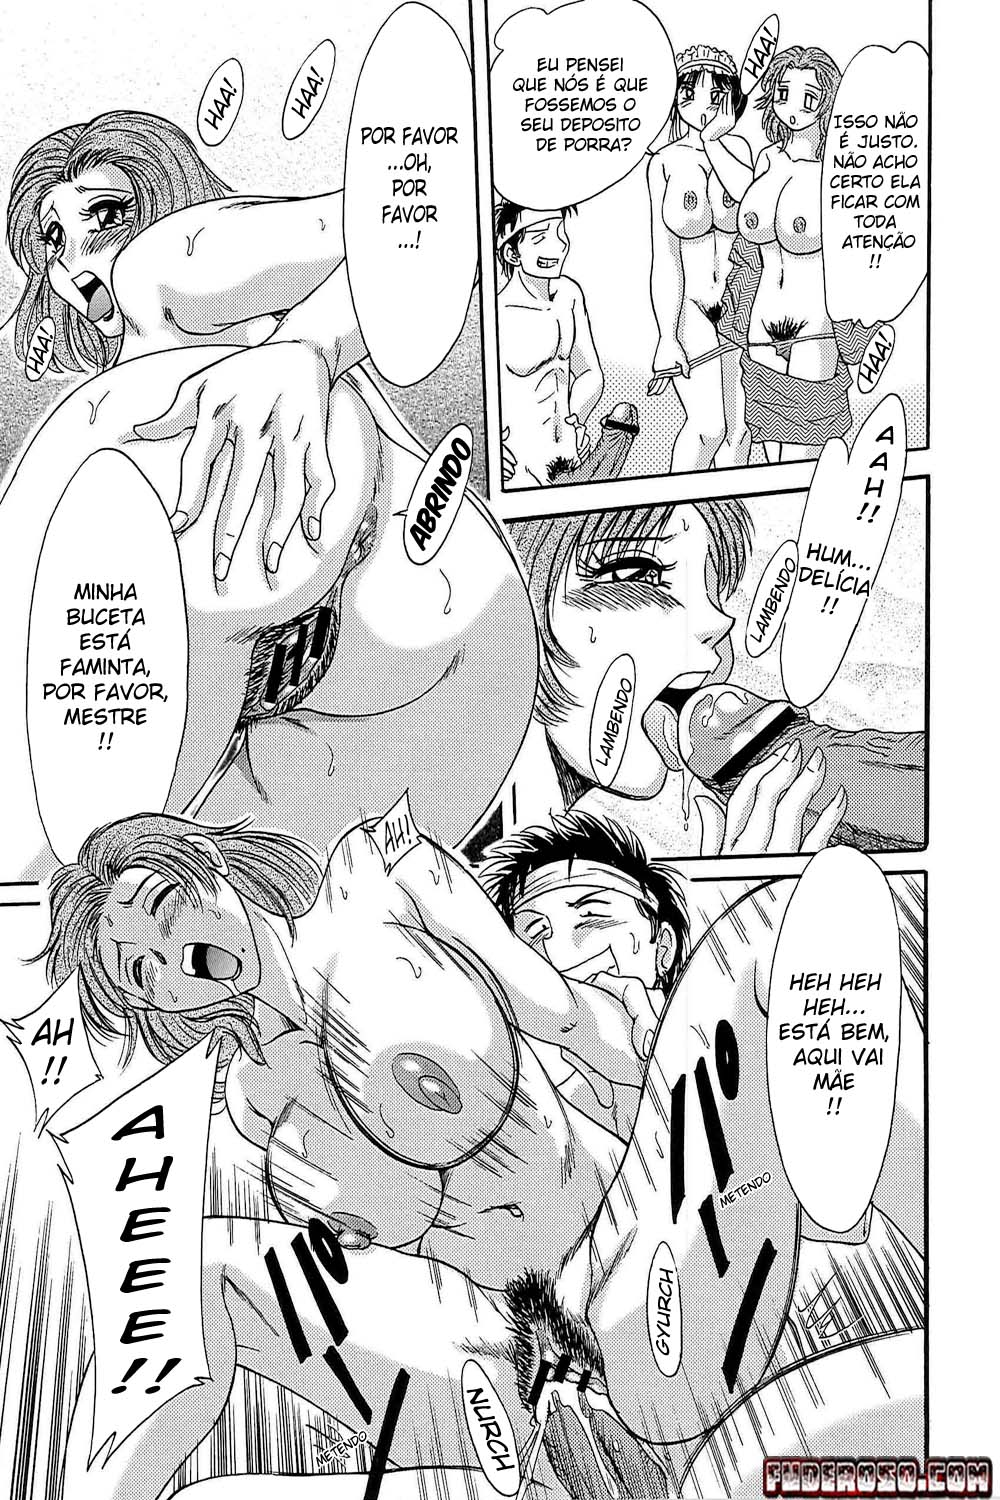 ISSO NÃO
É JUSTO.
NÃO ACHO
CERTO ELA
FICAR COM
TODA
ATENÇÃO
!!
HAA!
HAA!
EU PENSEI
QUE NÓS É QUE
FOSSEMOS O
SEU DEPOSITO
DE PORRA?
AAH!!
HUM...
DELÍCIA
!!
LAMBENDO
LAMBENDO
HAA!
HAA!
HAA!
POR FAVOR
...OH,
POR
FAVOR
...!
ABRINDO
MINHA
BUCETA
ESTÁ
FAMINTA,
POR FAVOR,
MESTRE
!!
HEH HEH
HEH...
ESTÁ BEM,
AQUI VAI
MÃE
!!
AH!
AH
!!
AHEEE!!
METENDO
GYURCH
NURCH
METENDO
FUDEROSO.COM